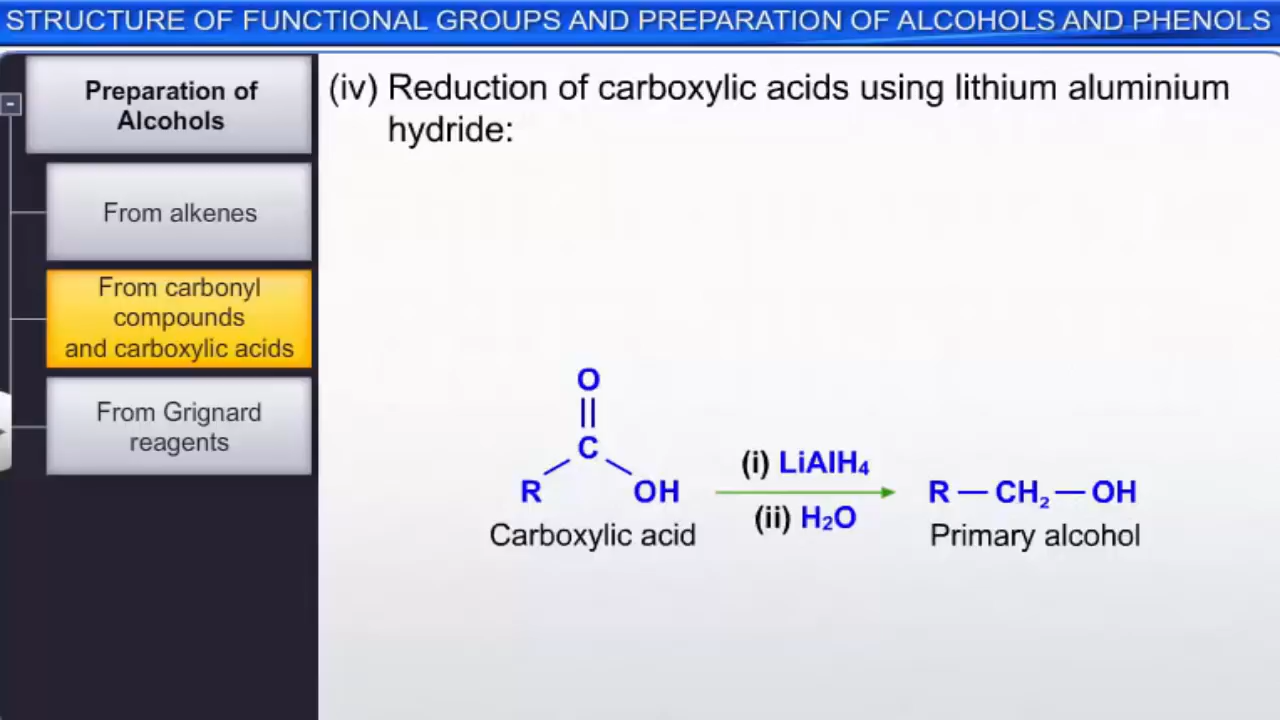 STRUCTURE OF FUNCTIONAL GROUPS AND PREPARATION OF ALCOHOLS AND PHENOLS
Preparation of
Alcohols
From alkenes
From carbonyl
compounds
and carboxylic acids
From Grignard
reagents
(iv) Reduction of carboxylic acids using lithium aluminium
hydride:
O
C
R OH
Carboxylic acid
(i) LiAlH₄
(ii) H₂O
R — CH₂ — OH
Primary alcohol